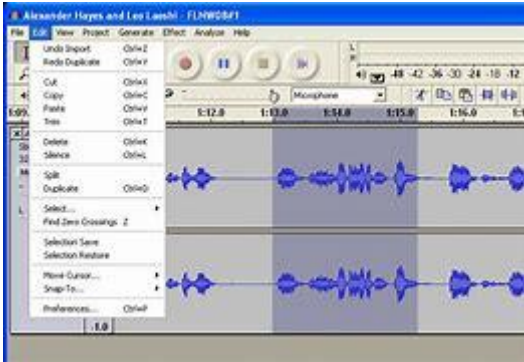 Alexander Hayes and Leo Laoshi - FLNW08#1
File Edit View Project Generate Effect Analyze Help
Undo Import Ctrl+Z
Redo Duplicate Ctrl+Y
Cut Ctrl+X
Copy Ctrl+C
Paste Ctrl+V
Trim Ctrl+T
Delete Ctrl+K
Silence Ctrl+L
Split
Duplicate Ctrl+D
Select...
Find Zero Crossings Z
Selection Save
Selection Restore
Move Cursor...
Snap-To...
Preferences... Ctrl+P
L
R
-48 -42 -36 -30 -24 -18 -12
Microphone
1:12.0 1:13.0 1:14.0 1:15.0 1:16.0
L
-1.0